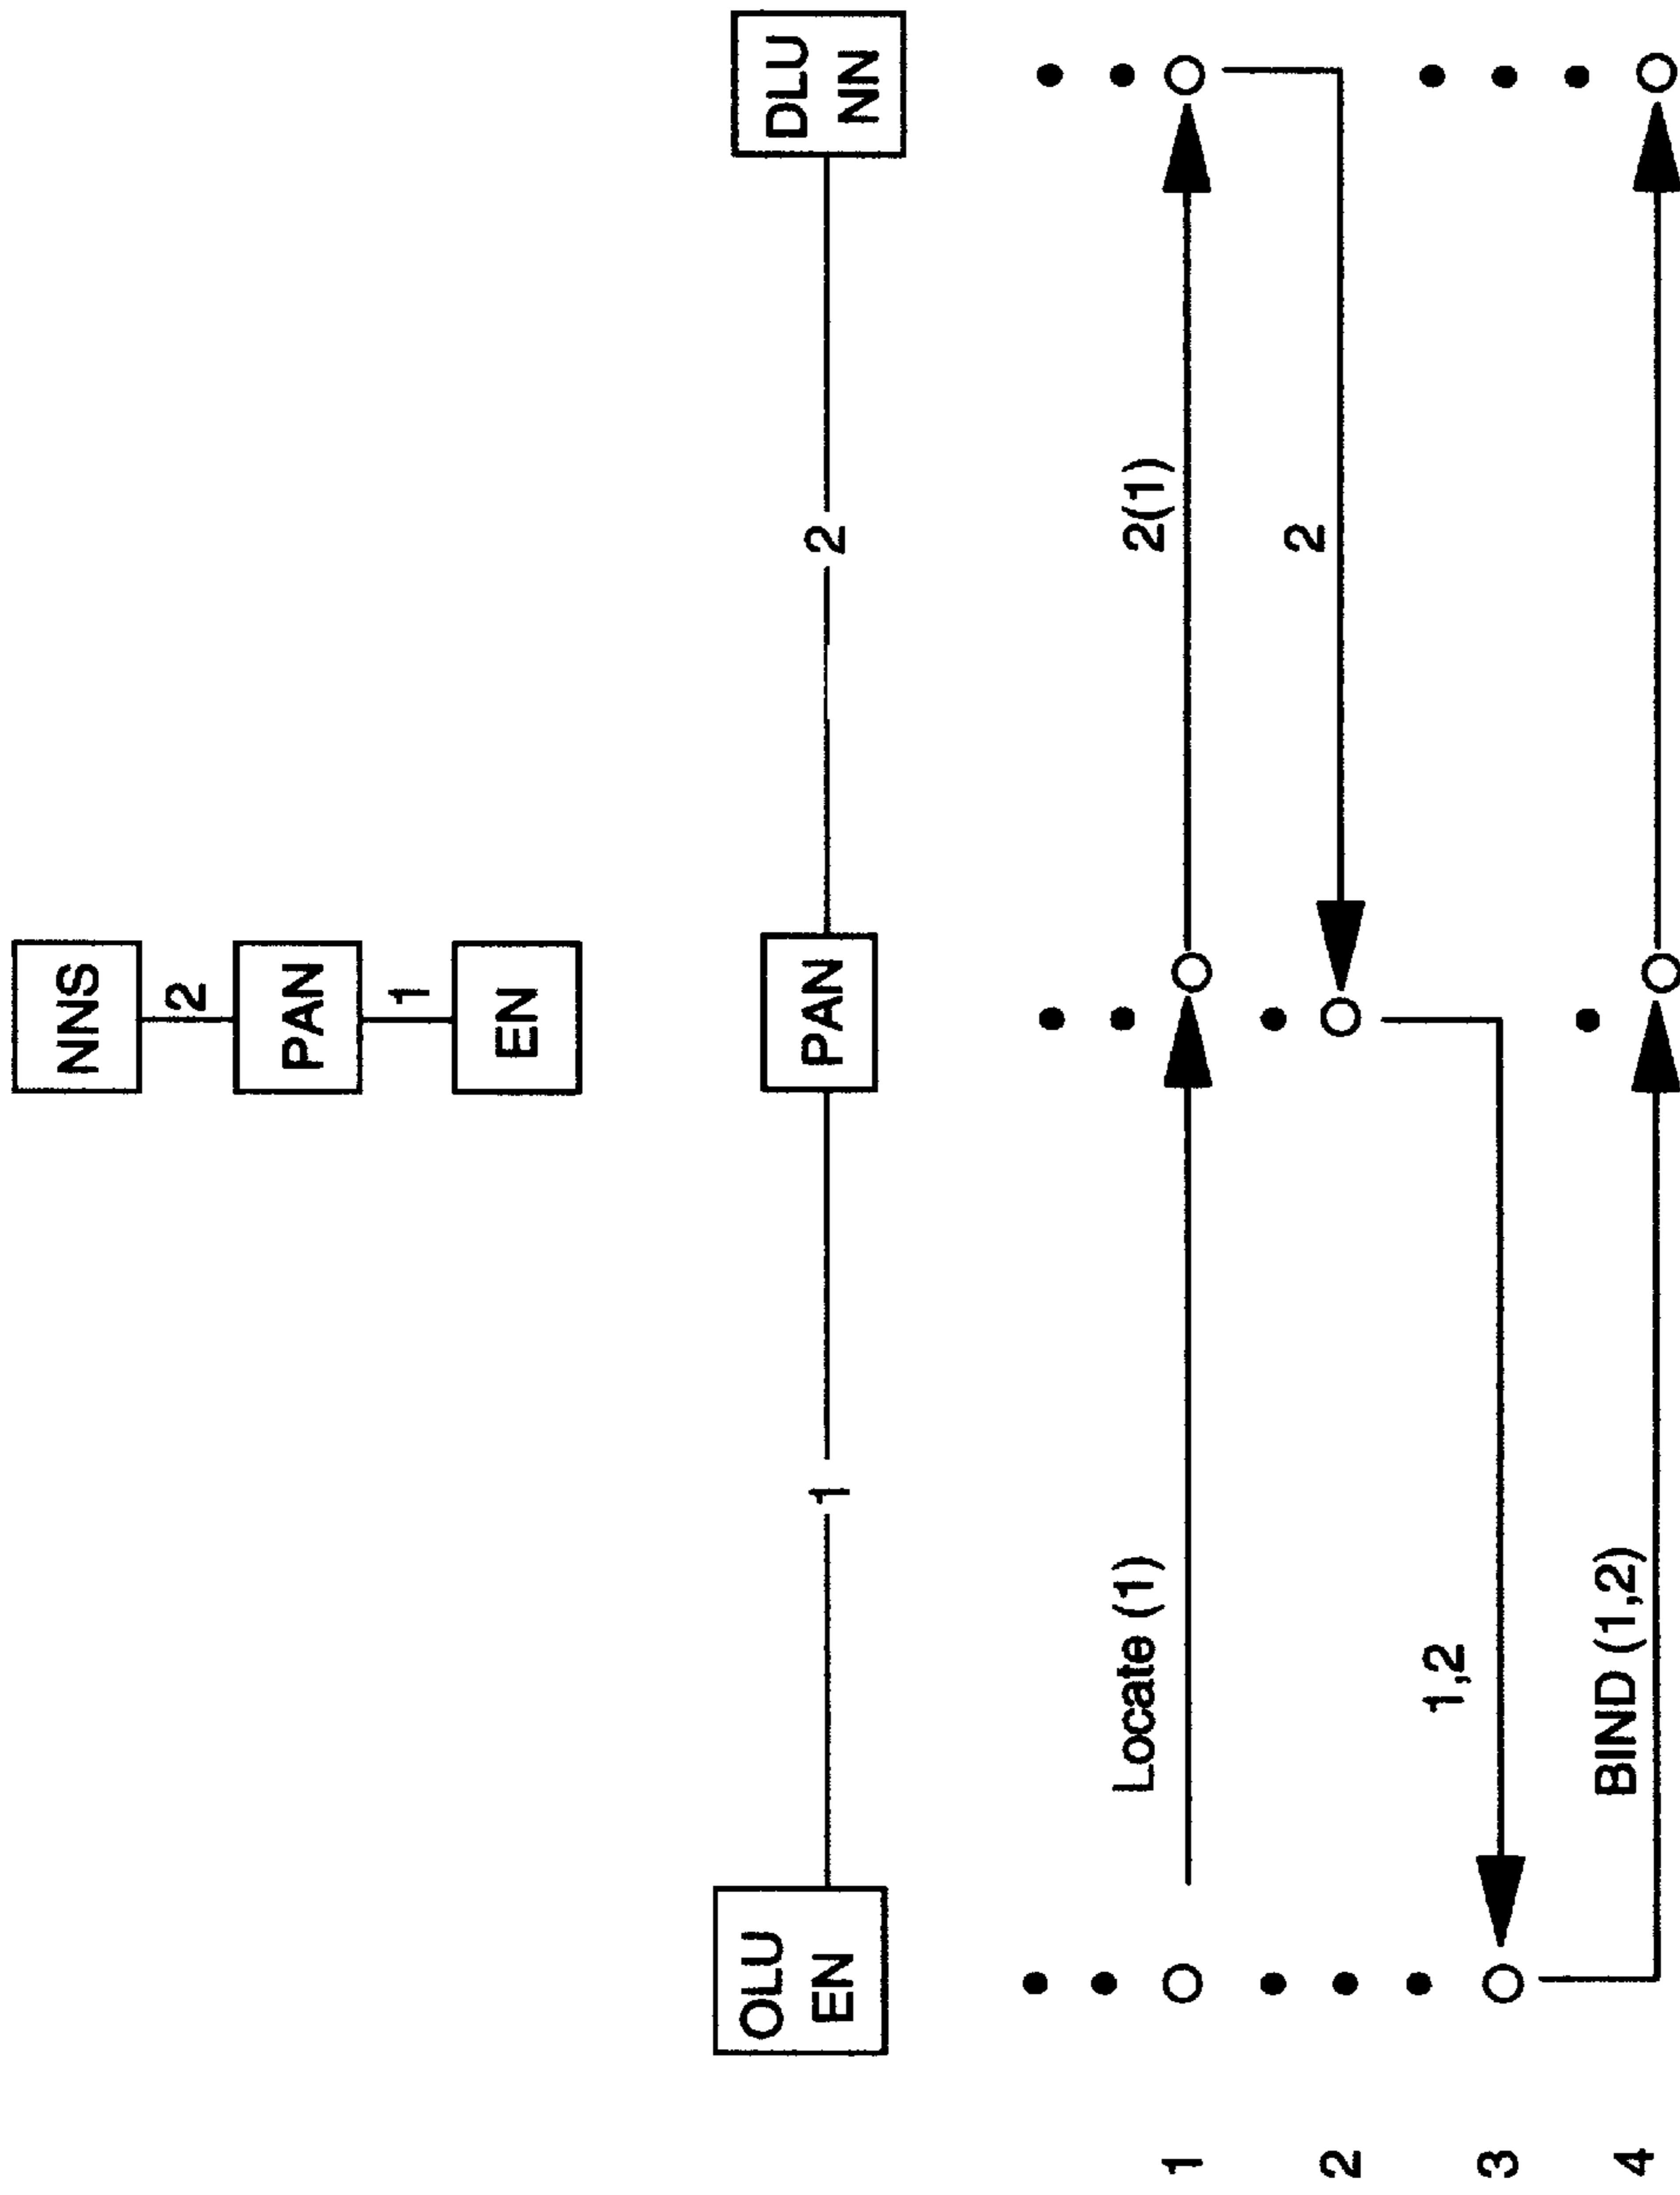 NNS
2
PAN
1
EN
OLU
EN
1
PAN
2
DLU
NN
1
Locate (1)
2(1)
2
2
3
1,2
4
BIND (1,2)